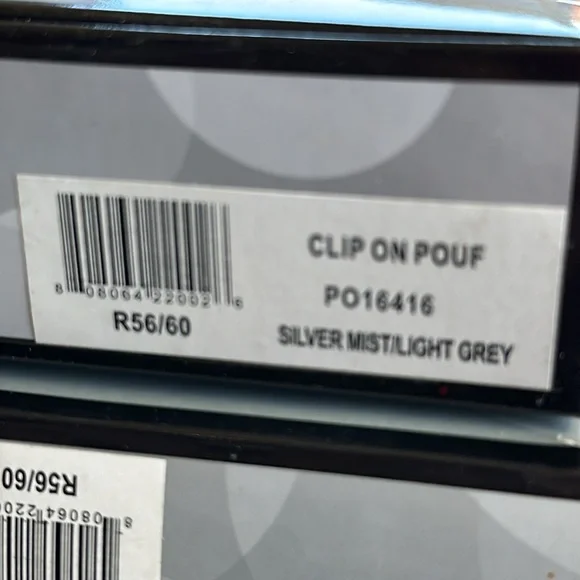 8 08064 22002 6
R56/60
CLIP ON POUF
PO16416
SILVER MIST/LIGHT GREY
R56/60
8 08064 220